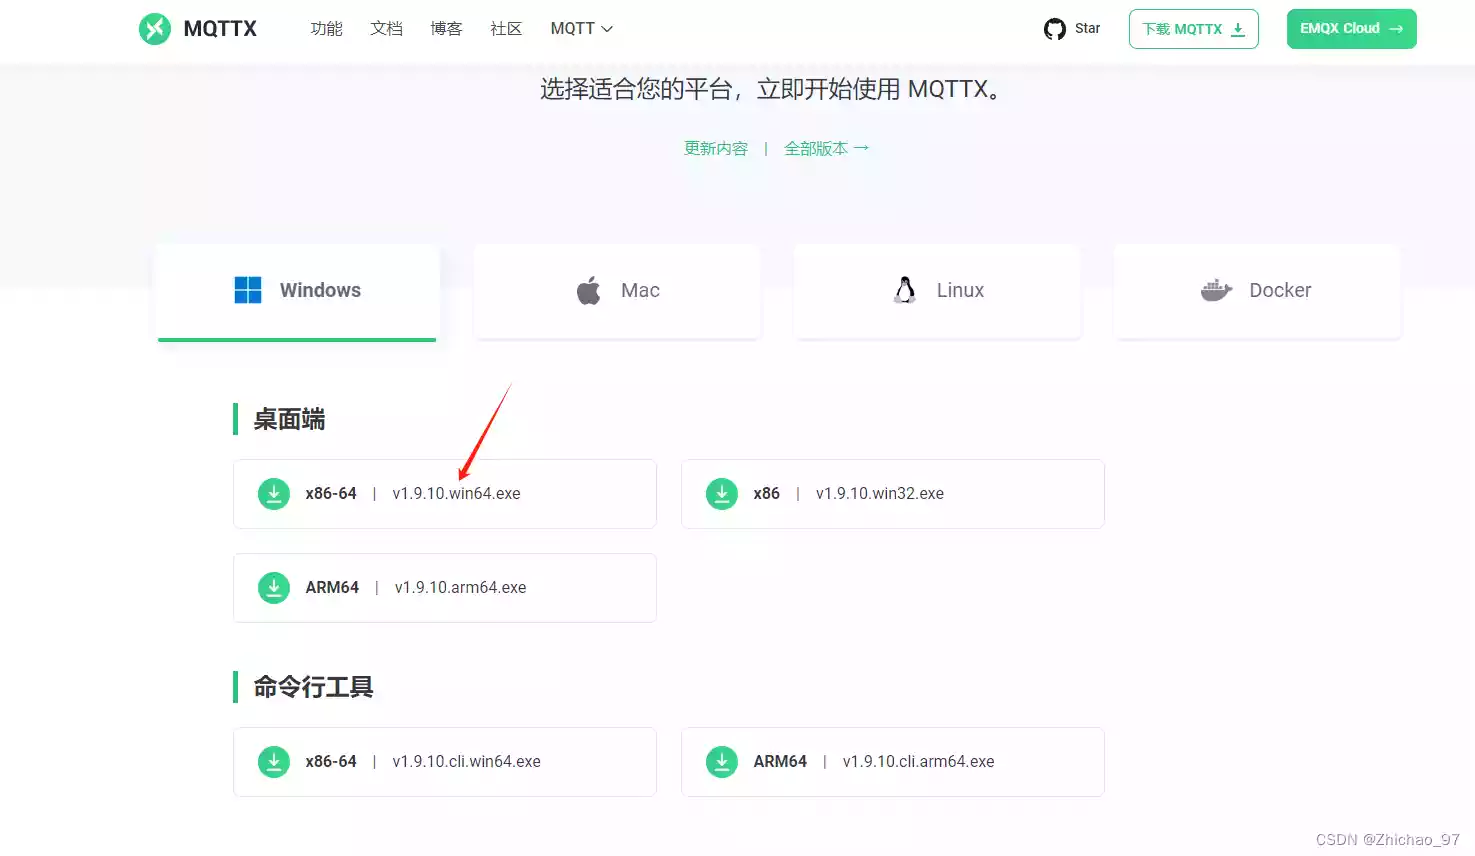 MQTTX 功能 文档 博客 社区 MQTT Star 下载 MQTTX EMQX Cloud →
选择适合您的平台，立即开始使用 MQTTX。
更新内容 | 全部版本 →
Windows Mac Linux Docker
桌面端
x86-64 | v1.9.10.win64.exe x86 | v1.9.10.win32.exe
ARM64 | v1.9.10.arm64.exe
命令行工具
x86-64 | v1.9.10.cli.win64.exe ARM64 | v1.9.10.cli.arm64.exe
CSDN @Zhichao_97